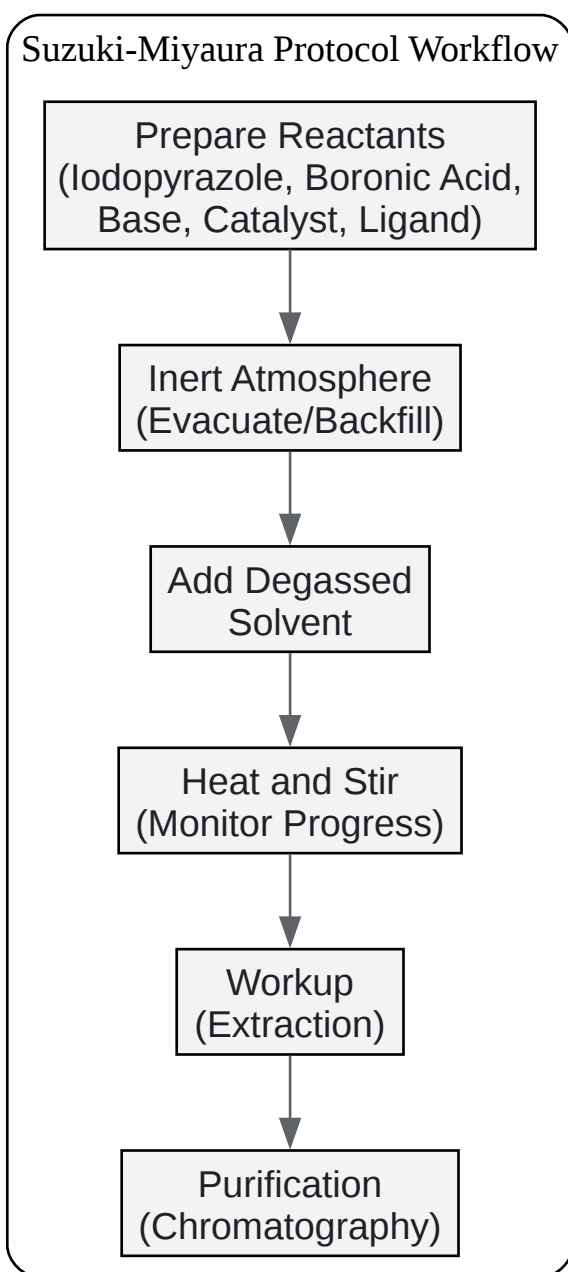 Suzuki-Miyaura Protocol Workflow
Prepare Reactants
(Iodopyrazole, Boronic Acid,
Base, Catalyst, Ligand)
Inert Atmosphere
(Evacuate/Backfill)
Add Degassed
Solvent
Heat and Stir
(Monitor Progress)
Workup
(Extraction)
Purification
(Chromatography)